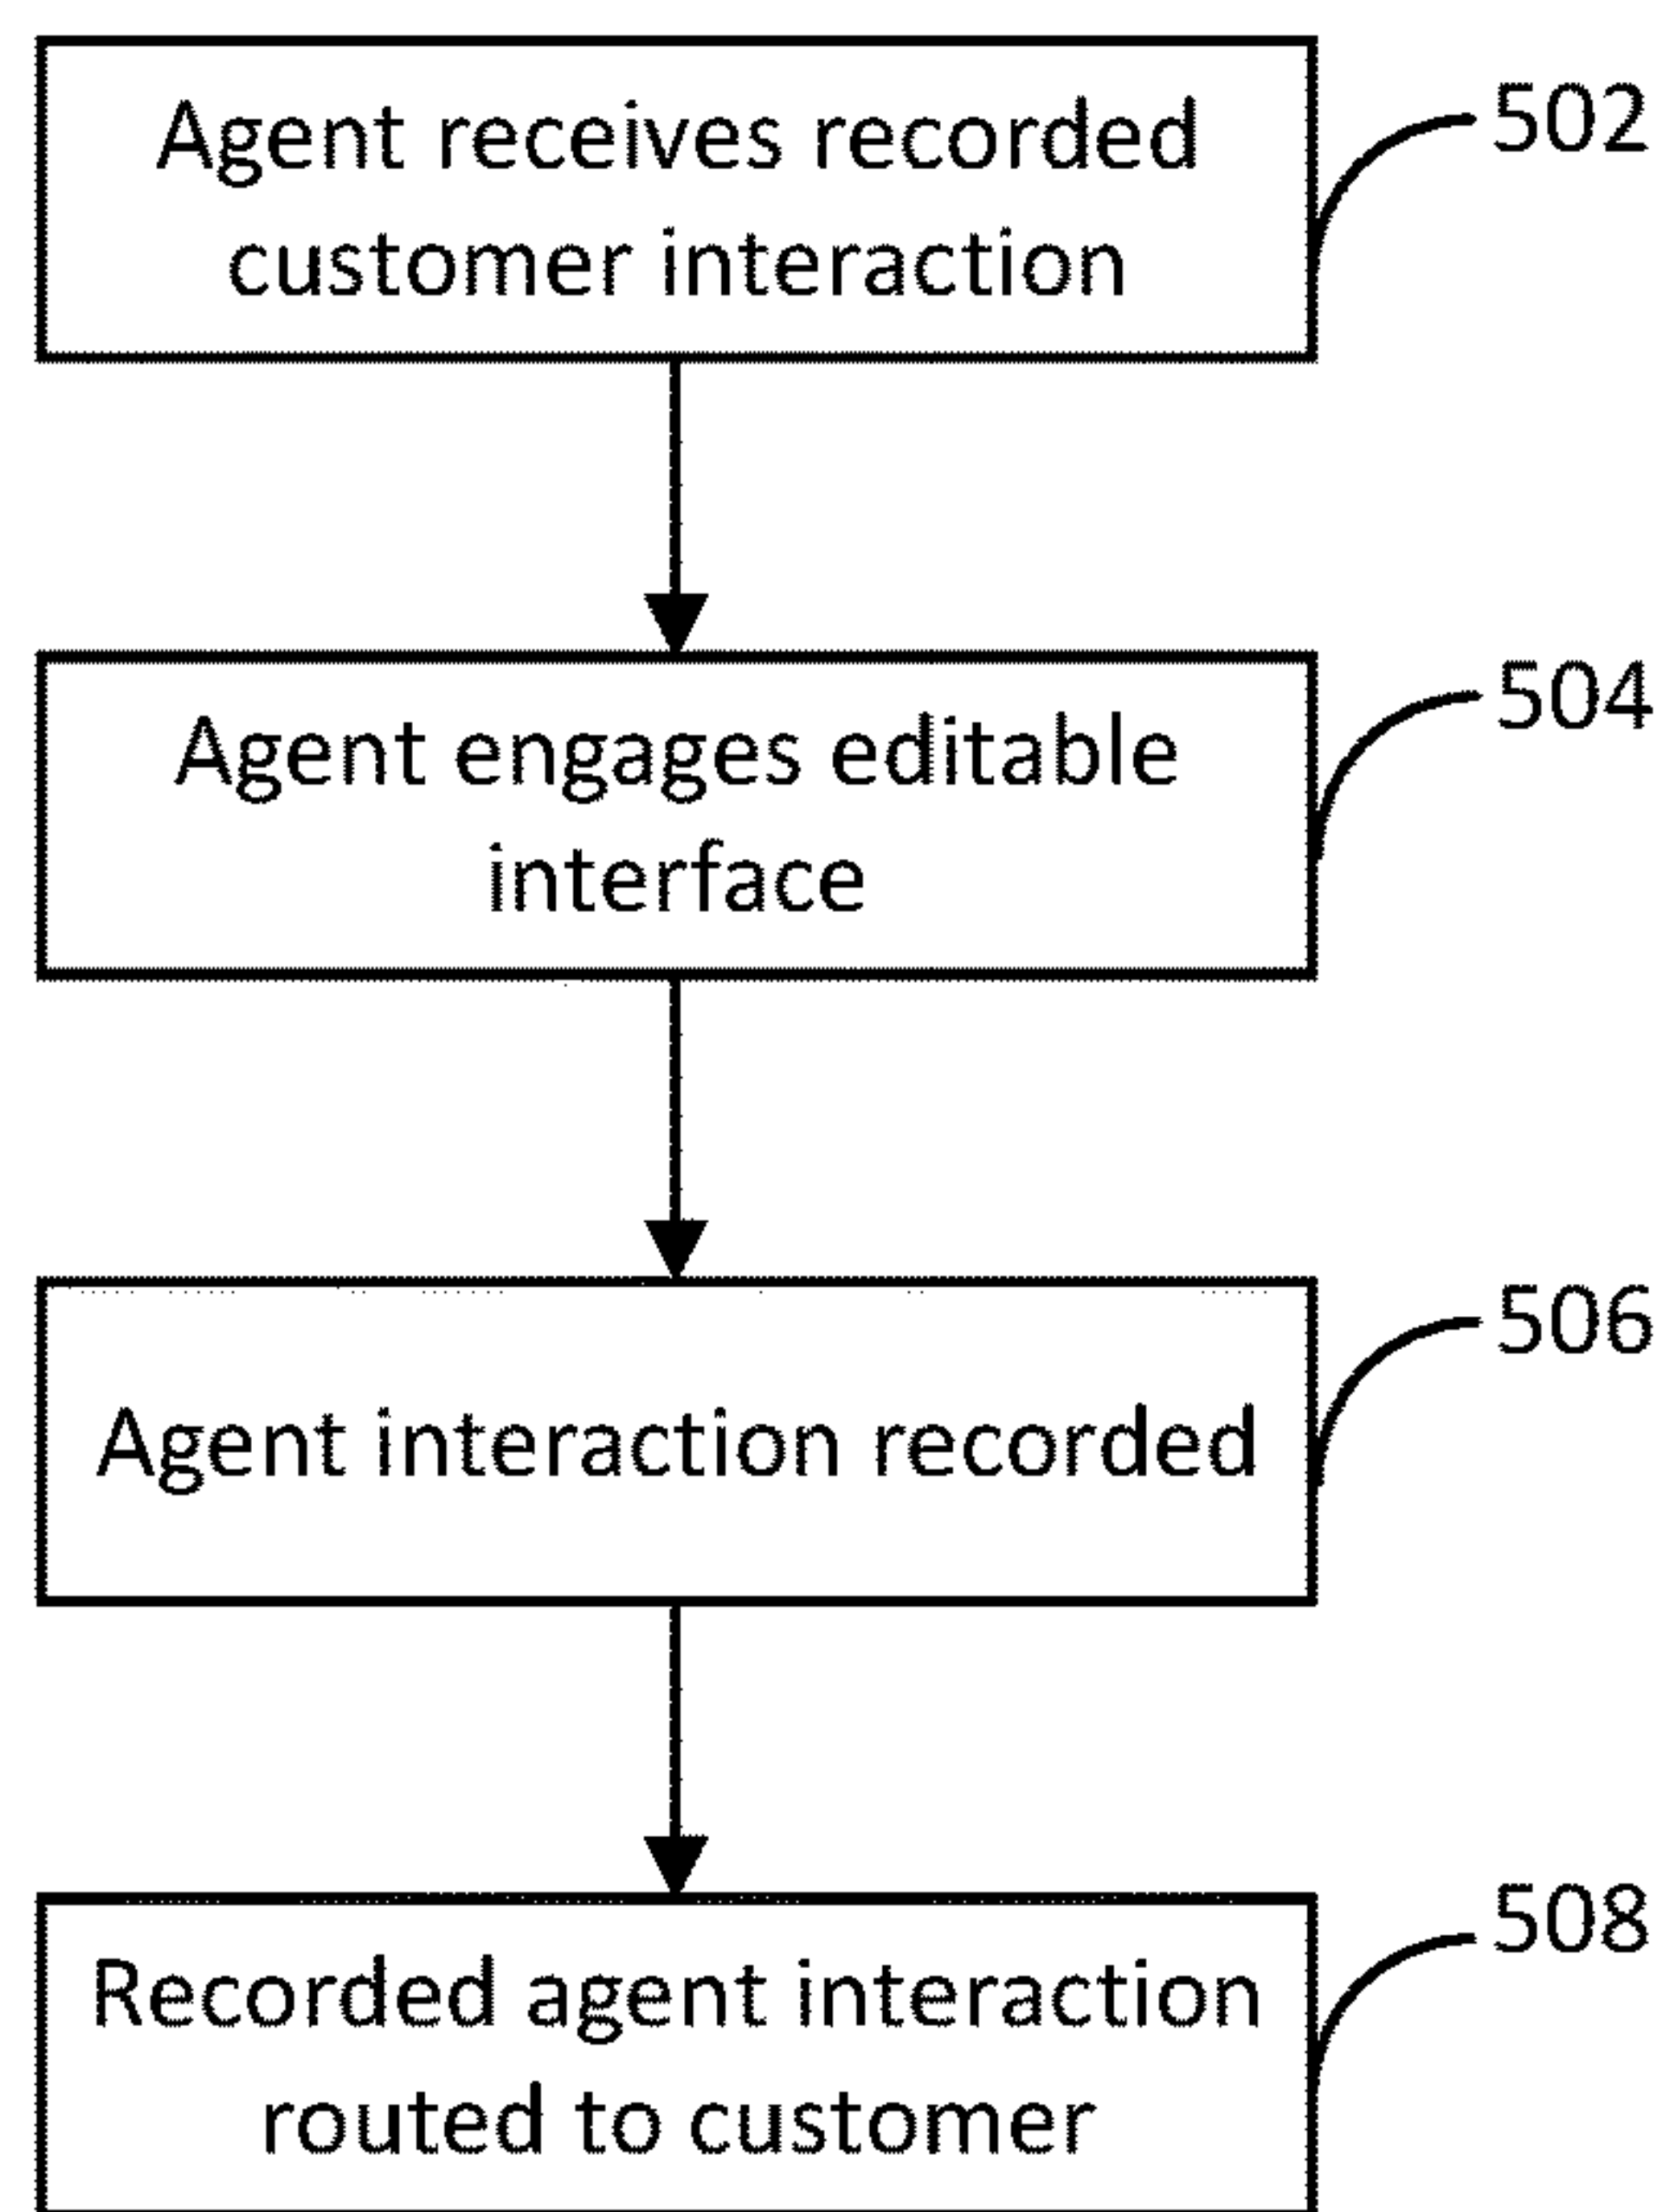 Agent receives recorded
customer interaction
502
Agent engages editable
interface
504
Agent interaction recorded
506
Recorded agent interaction
routed to customer
508